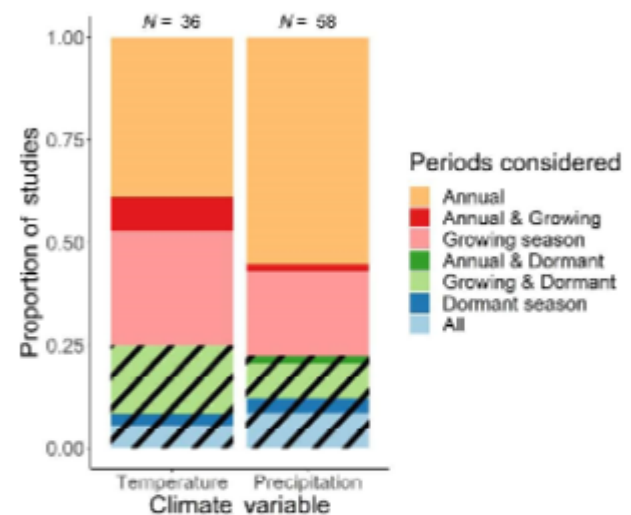 N = 36 N = 58
1.00
0.75
0.50
0.25
0.00
Proportion of studies
Temperature Precipitation
Climate variable
Periods considered
Annual
Annual & Growing
Growing season
Annual & Dormant
Growing & Dormant
Dormant season
All